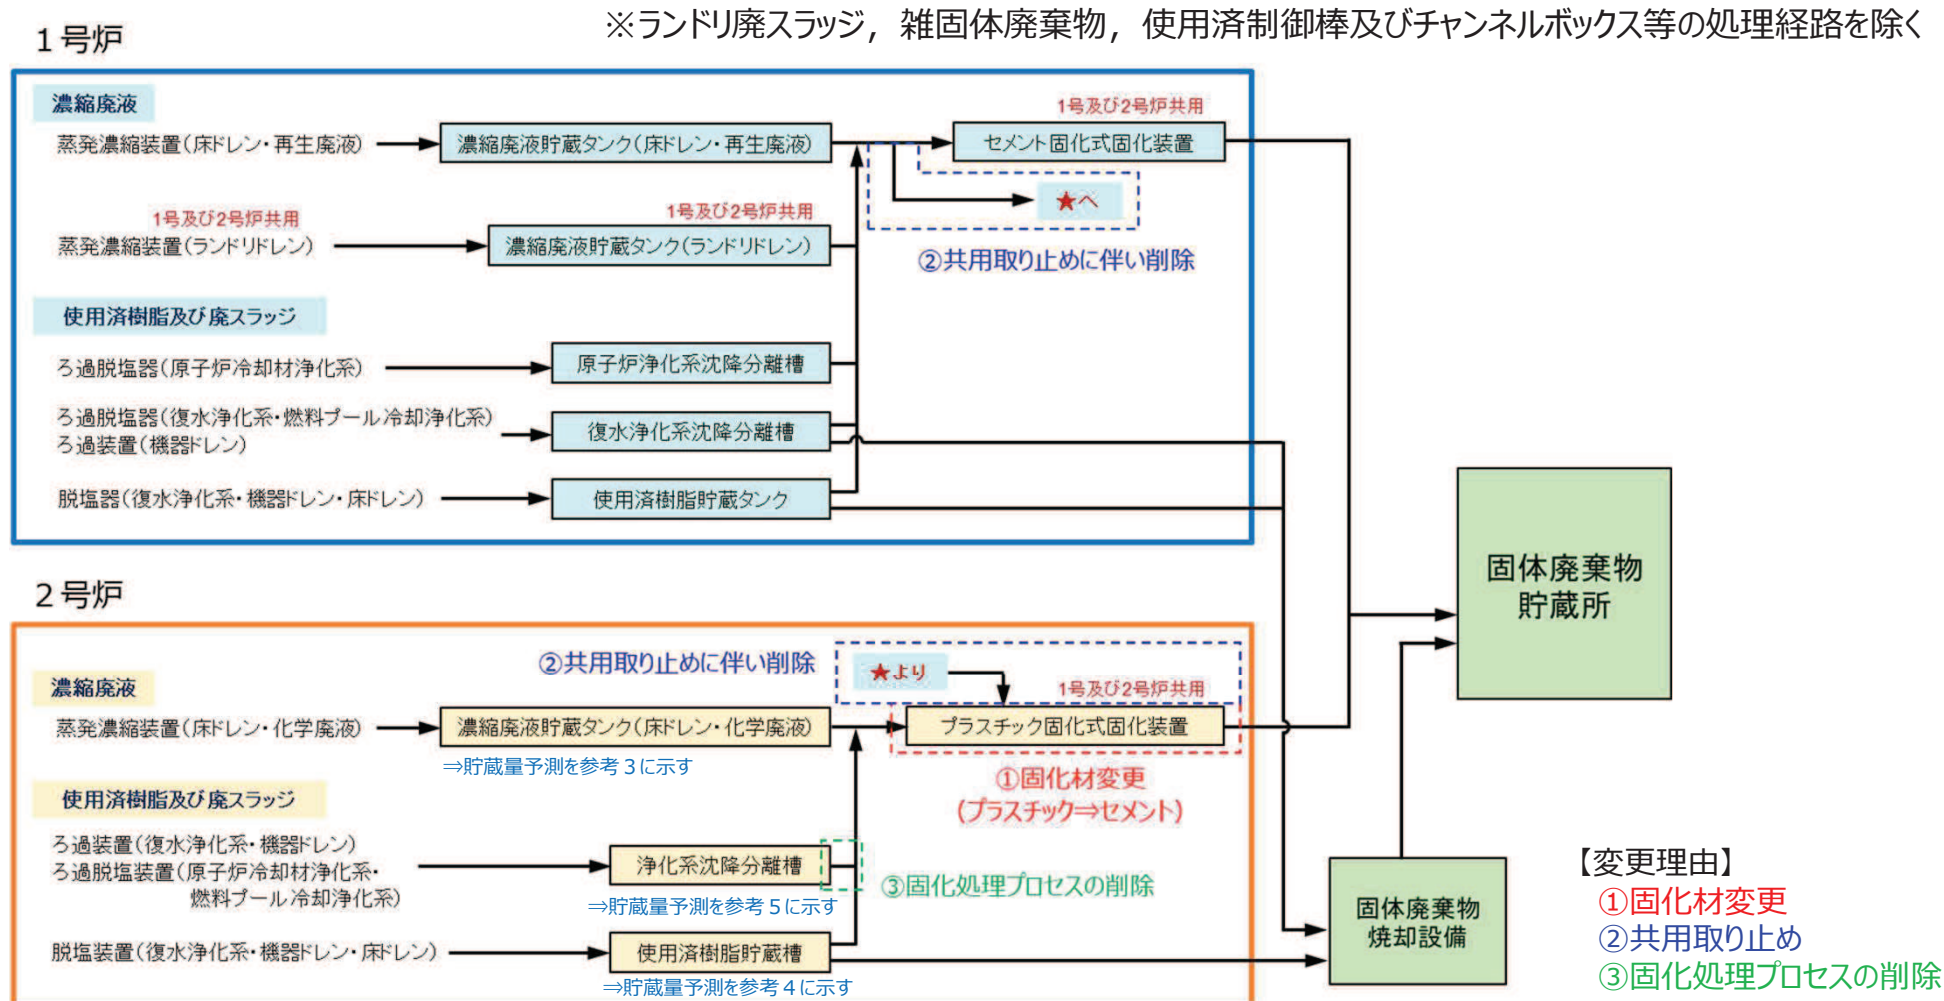 ※ランドリ廃スラッジ，雑固体廃棄物，使用済制御棒及びチャンネルボックス等の処理経路を除く
１号炉
濃縮廃液
1号及び2号炉共用
蒸発濃縮装置(床ドレン・再生廃液)
濃縮廃液貯蔵タンク(床ドレン・再生廃液)
セメント固化式固化装置
★へ
1号及び2号炉共用
1号及び2号炉共用
蒸発濃縮装置(ランドリドレン)
濃縮廃液貯蔵タンク(ランドリドレン)
②共用取り止めに伴い削除
使用済樹脂及び廃スラッジ
ろ過脱塩器(原子炉冷却材浄化系)
原子炉浄化系沈降分離槽
ろ過脱塩器(復水浄化系・燃料プール冷却浄化系)
ろ過装置(機器ドレン)
復水浄化系沈降分離槽
脱塩器(復水浄化系・機器ドレン・床ドレン)
使用済樹脂貯蔵タンク
固体廃棄物
貯蔵所
２号炉
②共用取り止めに伴い削除
★より
濃縮廃液
1号及び2号炉共用
蒸発濃縮装置(床ドレン・化学廃液)
濃縮廃液貯蔵タンク(床ドレン・化学廃液)
プラスチック固化式固化装置
⇒貯蔵量予測を参考３に示す
①固化材変更
(プラスチック⇒セメント)
使用済樹脂及び廃スラッジ
ろ過装置(復水浄化系・機器ドレン)
ろ過脱塩装置(原子炉冷却材浄化系・
燃料プール冷却浄化系)
浄化系沈降分離槽
③固化処理プロセスの削除
⇒貯蔵量予測を参考５に示す
脱塩装置(復水浄化系・機器ドレン・床ドレン)
使用済樹脂貯蔵槽
⇒貯蔵量予測を参考４に示す
固体廃棄物
焼却設備
【変更理由】
①固化材変更
②共用取り止め
③固化処理プロセスの削除